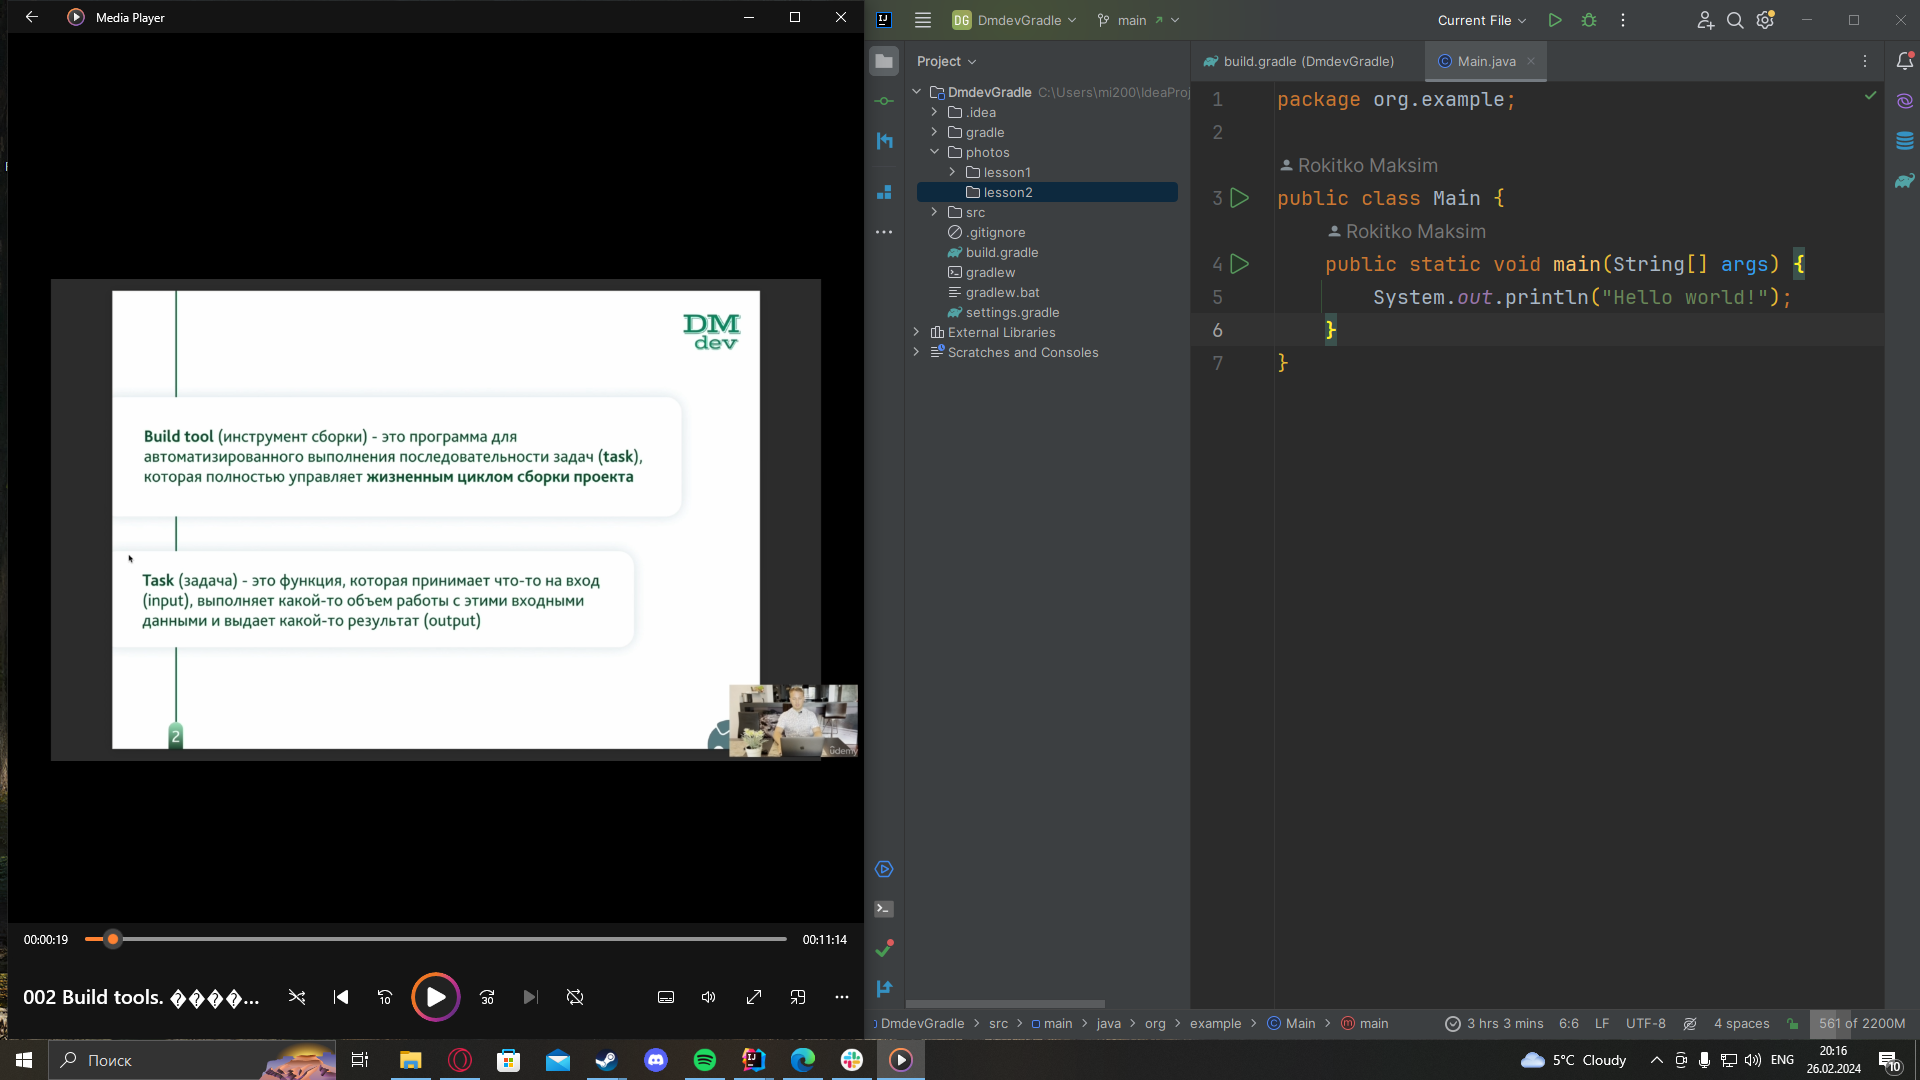 Media Player
DM
dev
Build tool (инструмент сборки) - это программа для
автоматизированного выполнения последовательности задач (task),
которая полностью управляет жизненным циклом сборки проекта
Task (задача) - это функция, которая принимает что-то на вход
(input), выполняет какой-то объем работы с этими входными
данными и выдает какой-то результат (output)
2
udemy
00:00:19
00:11:14
002 Build tools. ����...
10
30
DG DmdevGradle
main
Current File
Project
DmdevGradle C:\Users\mi200\IdeaProj
.idea
gradle
photos
lesson1
lesson2
src
.gitignore
build.gradle
gradlew
gradlew.bat
settings.gradle
External Libraries
Scratches and Consoles
build.gradle (DmdevGradle)
Main.java
1 package org.example;
2
Rokitko Maksim
3 public class Main {
Rokitko Maksim
4 public static void main(String[] args) {
5 System.out.println("Hello world!");
6 }
7 }
DmdevGradle > src > main > java > org > example > Main > main
3 hrs 3 mins 6:6 LF UTF-8 4 spaces 561 of 2200M
Поиск
5°C Cloudy
ENG
20:16
26.02.2024
10